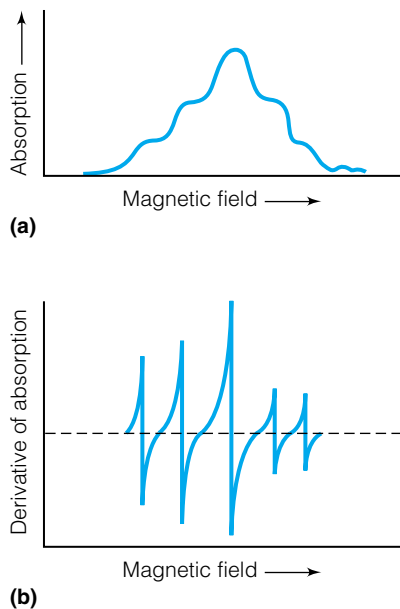 Absorption
Magnetic field
(a)
Derivative of absorption
Magnetic field
(b)